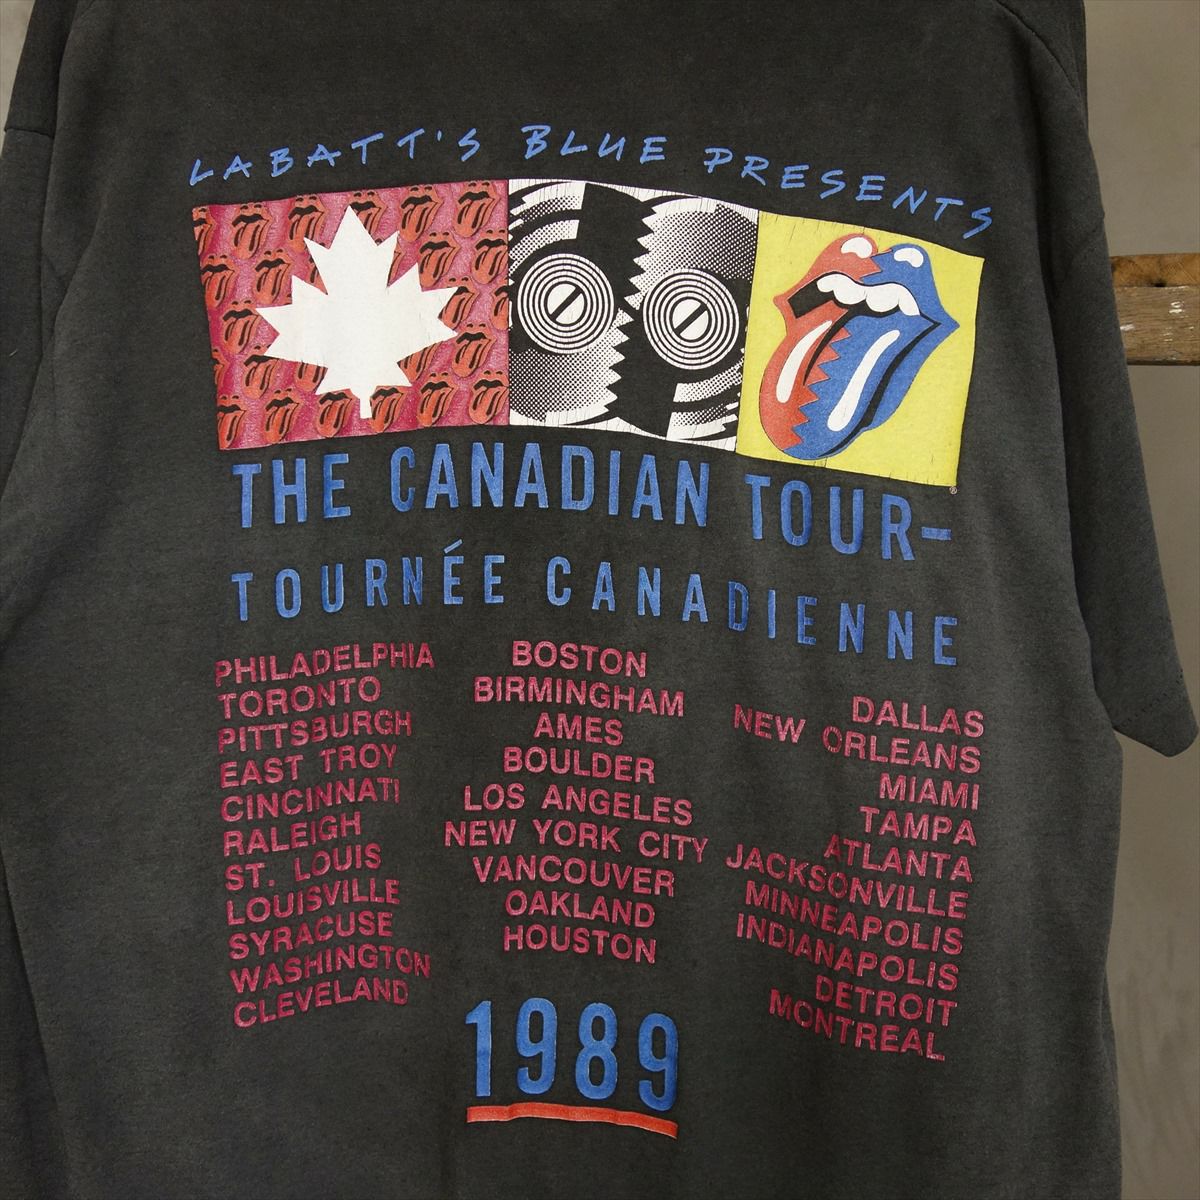 LABATT'S BLUE PRESENTS
®
THE CANADIAN TOUR-
TOURNÉE CANADIENNE
PHILADELPHIA
TORONTO
PITTSBURGH
EAST TROY
CINCINNATI
RALEIGH
ST. LOUIS
LOUISVILLE
SYRACUSE
WASHINGTON
CLEVELAND
BOSTON
BIRMINGHAM
AMES
BOULDER
LOS ANGELES
NEW YORK CITY
VANCOUVER
OAKLAND
HOUSTON
DALLAS
NEW ORLEANS
MIAMI
TAMPA
ATLANTA
JACKSONVILLE
MINNEAPOLIS
INDIANAPOLIS
DETROIT
MONTREAL
1989